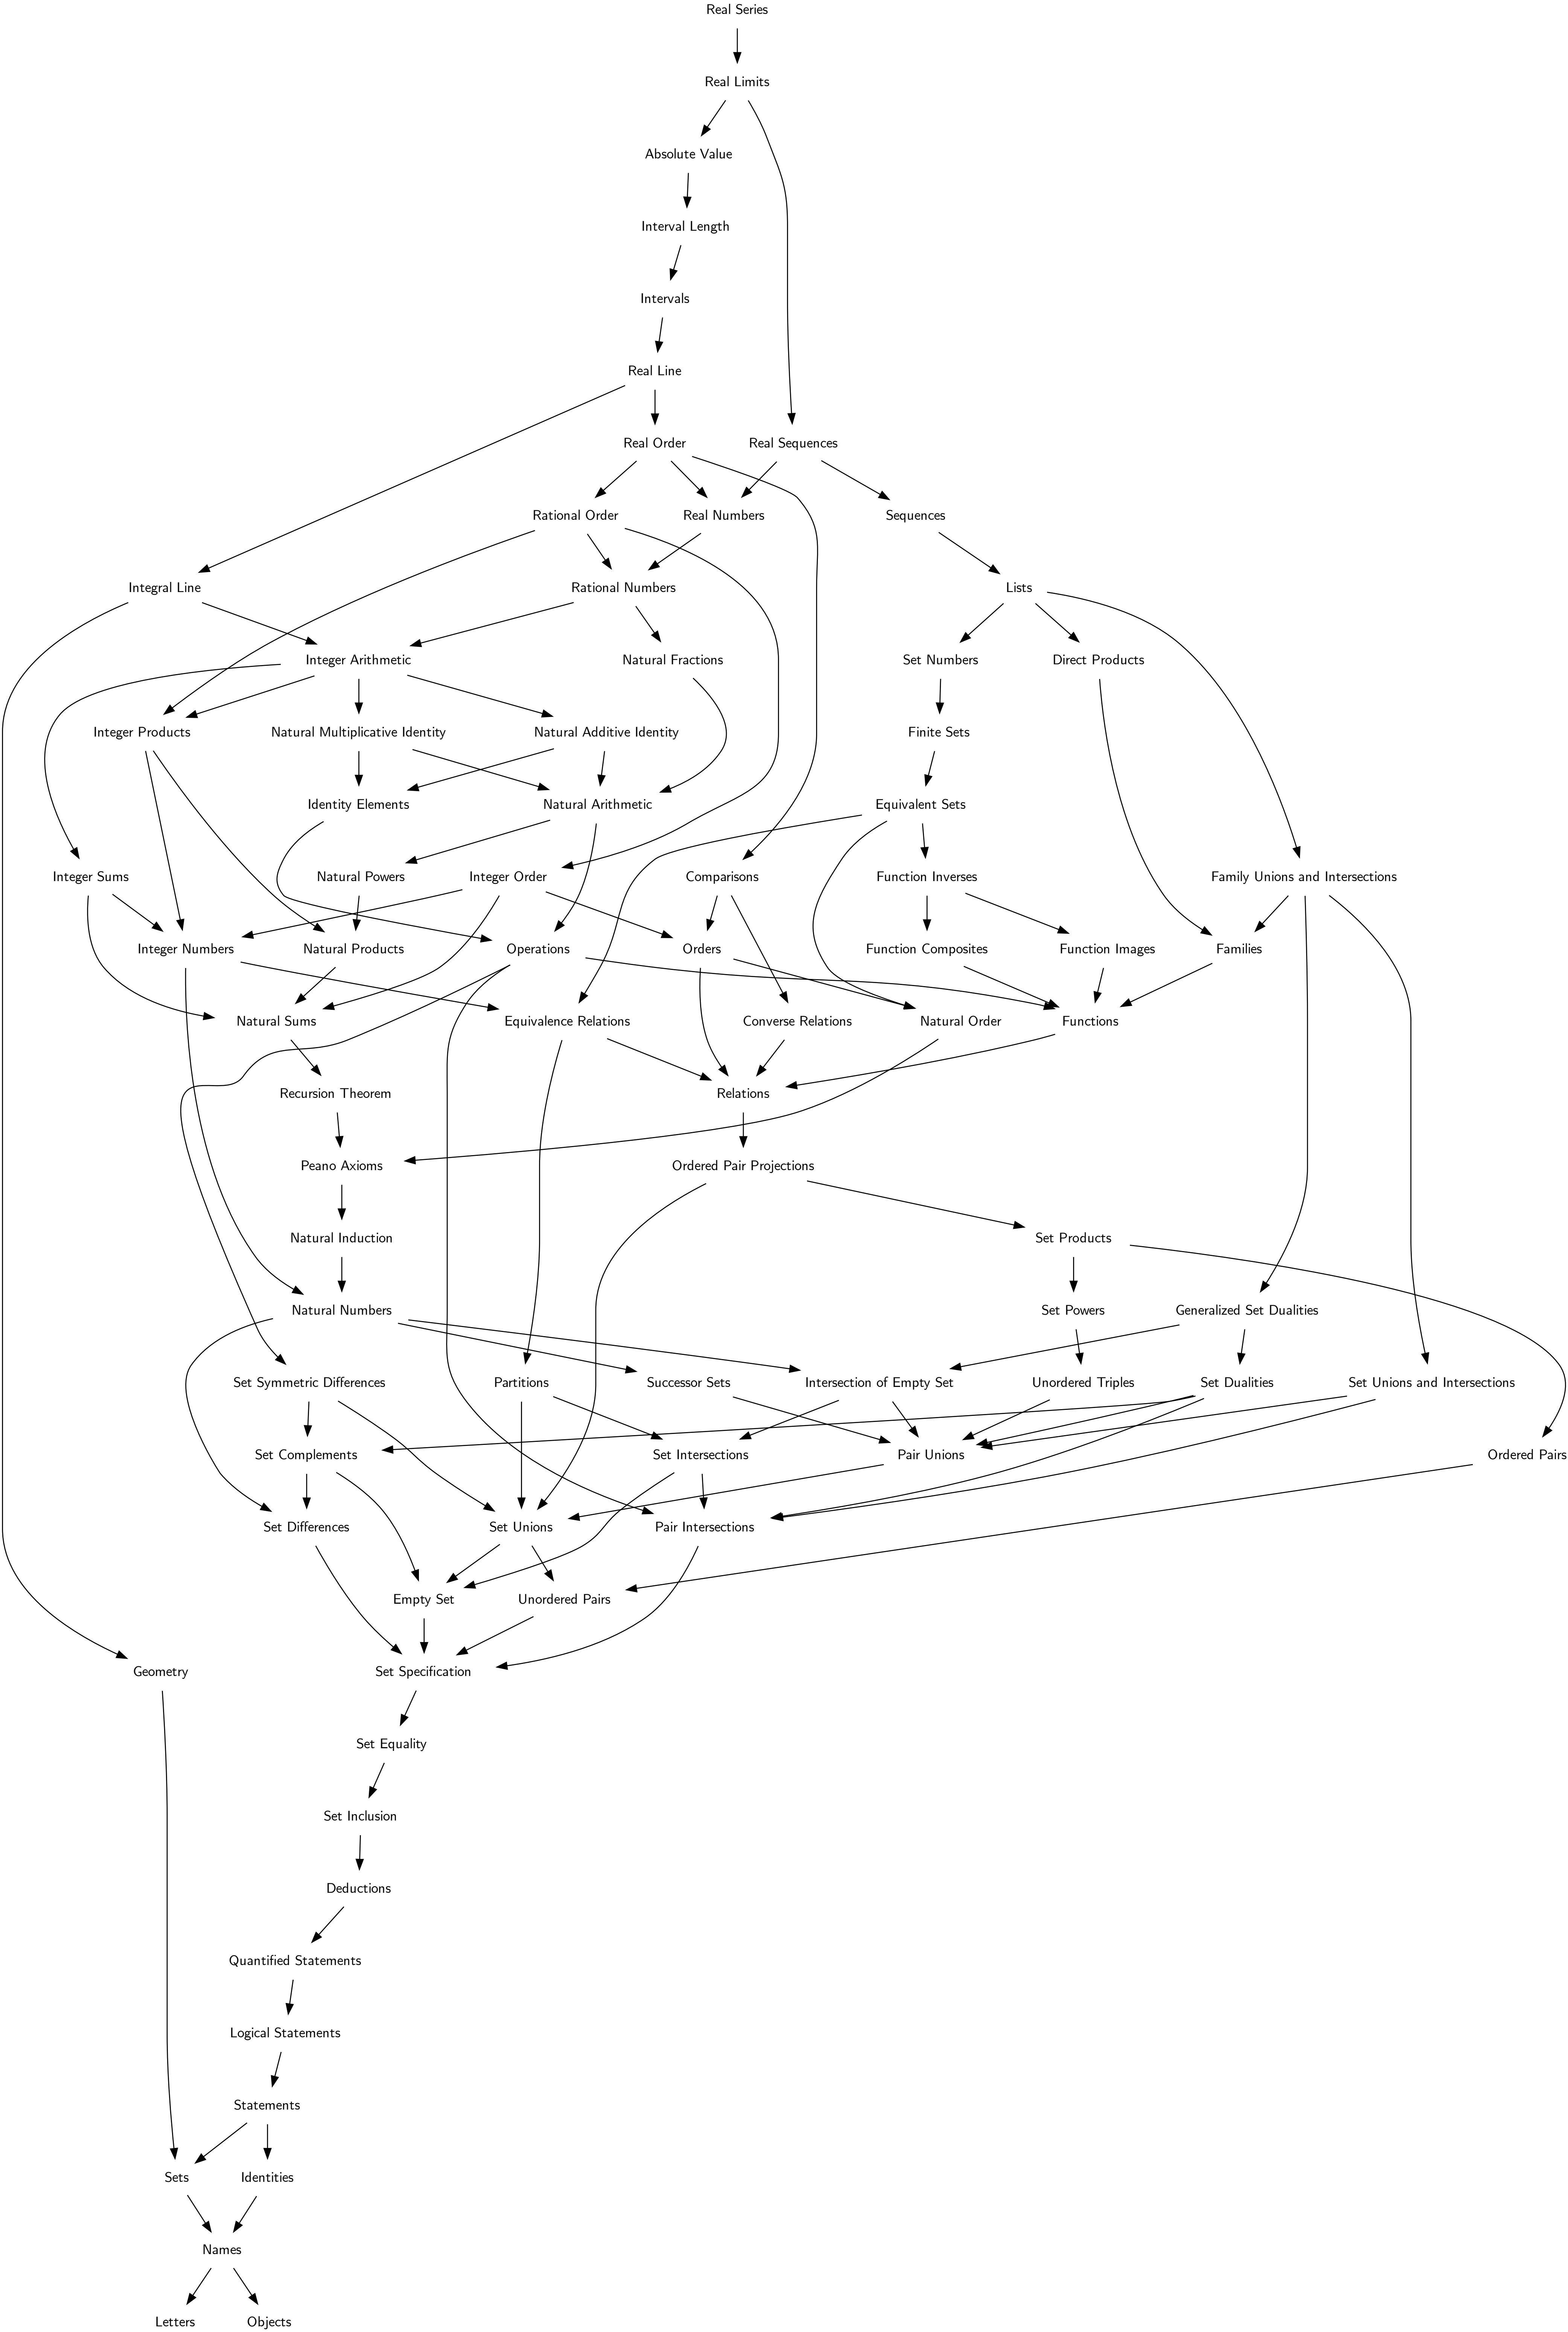 Real Series
Real Limits
Absolute Value
Interval Length
Intervals
Real Line
Real Order
Real Sequences
Rational Order
Real Numbers
Sequences
Integral Line
Rational Numbers
Lists
Integer Arithmetic
Natural Fractions
Set Numbers
Direct Products
Integer Products
Natural Multiplicative Identity
Natural Additive Identity
Finite Sets
Identity Elements
Natural Arithmetic
Equivalent Sets
Integer Sums
Natural Powers
Integer Order
Comparisons
Function Inverses
Family Unions and Intersections
Integer Numbers
Natural Products
Operations
Orders
Function Composites
Function Images
Families
Natural Sums
Equivalence Relations
Converse Relations
Natural Order
Functions
Recursion Theorem
Relations
Peano Axioms
Ordered Pair Projections
Natural Induction
Set Products
Natural Numbers
Set Powers
Generalized Set Dualities
Set Symmetric Differences
Partitions
Successor Sets
Intersection of Empty Set
Unordered Triples
Set Dualities
Set Unions and Intersections
Set Complements
Set Intersections
Pair Unions
Ordered Pairs
Set Differences
Set Unions
Pair Intersections
Empty Set
Unordered Pairs
Geometry
Set Specification
Set Equality
Set Inclusion
Deductions
Quantified Statements
Logical Statements
Statements
Sets
Identities
Names
Letters
Objects